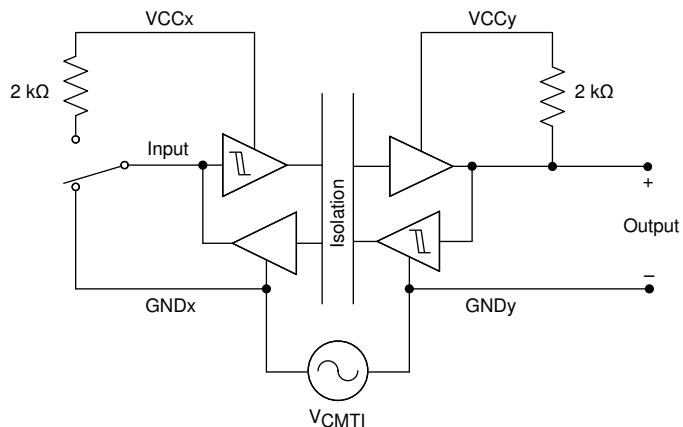 VCCx
VCCy
2 kΩ
2 kΩ
Input
Isolation
+
Output
–
GNDx
GNDy
VCMTI